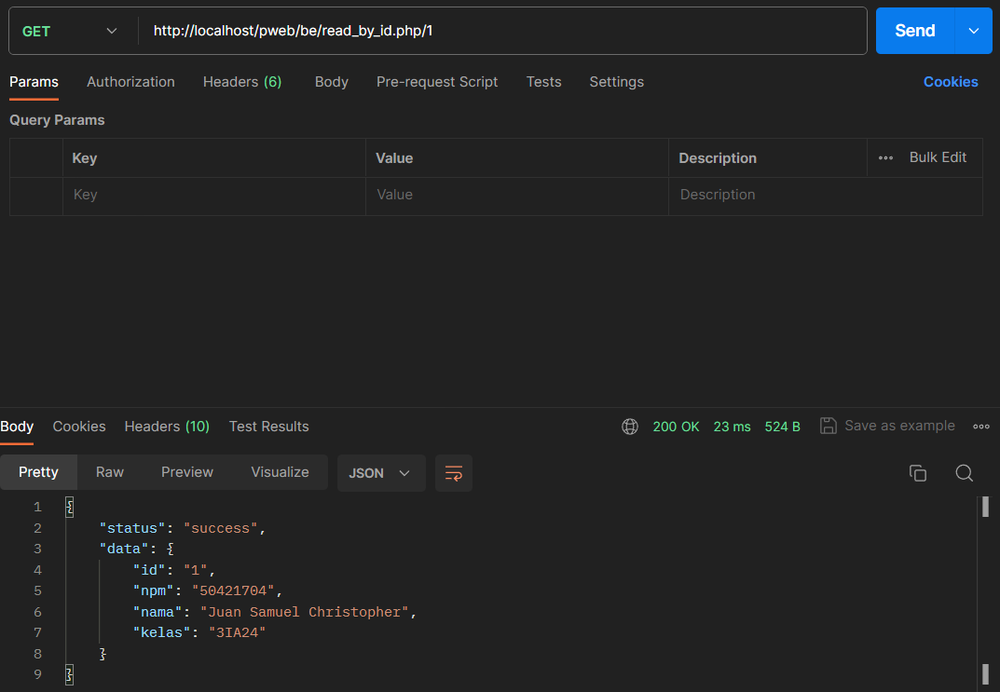 GET http://localhost/pweb/be/read_by_id.php/1 Send
Params Authorization Headers (6) Body Pre-request Script Tests Settings Cookies
Query Params
Key Value Description Bulk Edit
Key Value Description
Body Cookies Headers (10) Test Results 200 OK 23 ms 524 B Save as example
Pretty Raw Preview Visualize JSON
1 {
2 "status": "success",
3 "data": {
4 "id": "1",
5 "npm": "50421704",
6 "nama": "Juan Samuel Christopher",
7 "kelas": "3IA24"
8 }
9 }